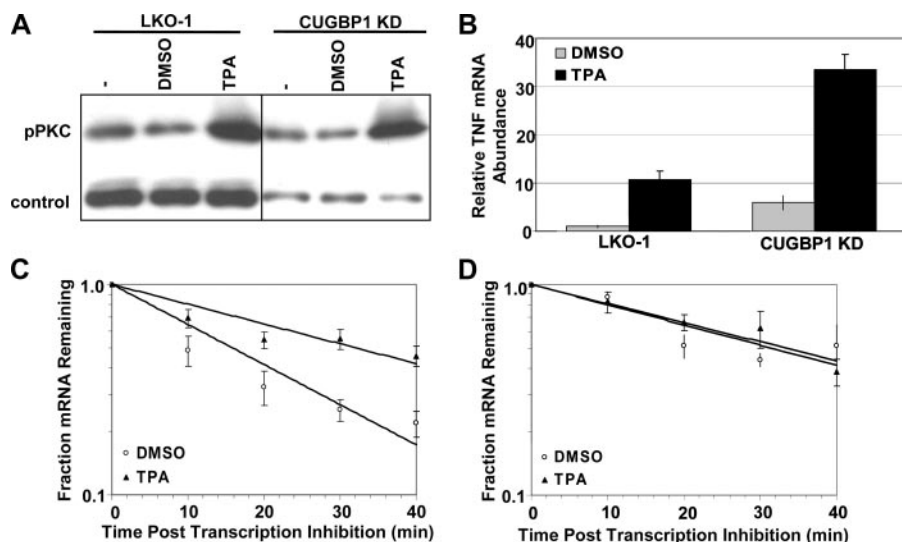 A
LKO-1
CUGBP1 KD
-
DMSO
TPA
-
DMSO
TPA
pPKC
control
B
Relative TNF mRNA
Abundance
40
30
20
10
0
DMSO
TPA
LKO-1
CUGBP1 KD
C
Fraction mRNA Remaining
1.0
0.1
DMSO
TPA
0
10
20
30
40
Time Post Transcription Inhibition (min)
D
Fraction mRNA Remaining
1.0
0.1
DMSO
TPA
0
10
20
30
40
Time Post Transcription Inhibition (min)